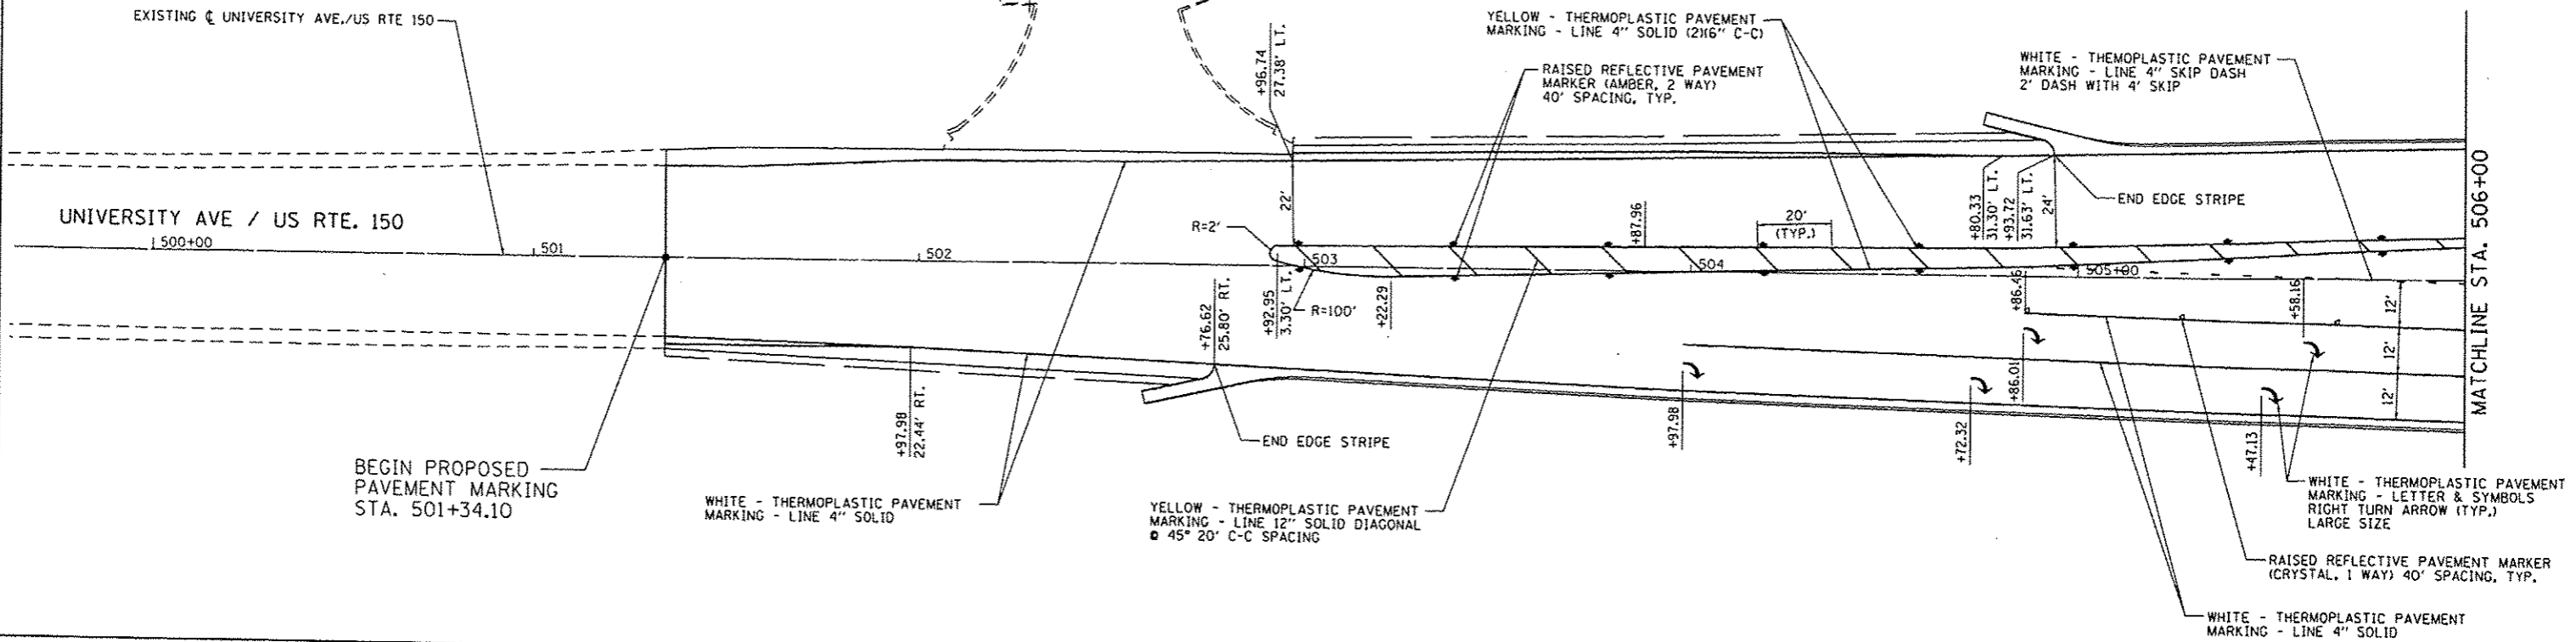 EXISTING ℄ UNIVERSITY AVE./US RTE 150
+96.74
27.38' LT.
YELLOW - THERMOPLASTIC PAVEMENT
MARKING - LINE 4" SOLID (2)(6" C-C)
RAISED REFLECTIVE PAVEMENT
MARKER (AMBER, 2 WAY)
40' SPACING, TYP.
WHITE - THEMOPLASTIC PAVEMENT
MARKING - LINE 4" SKIP DASH
2' DASH WITH 4' SKIP
UNIVERSITY AVE / US RTE. 150
500+00
501
502
503
504
505+00
22'
R=2'
+87.96
20'
(TYP.)
+80.33
31.30' LT.
+93.72
31.63' LT.
24'
END EDGE STRIPE
MATCHLINE STA. 506+00
+76.62
25.80' RT.
+92.95
3.30' LT.
R=100'
+22.29
+86.46
+58.16
12'
12'
12'
+97.98
22.44' RT.
+97.98
+72.32
+86.01
+47.13
END EDGE STRIPE
BEGIN PROPOSED
PAVEMENT MARKING
STA. 501+34.10
WHITE - THERMOPLASTIC PAVEMENT
MARKING - LINE 4" SOLID
YELLOW - THERMOPLASTIC PAVEMENT
MARKING - LINE 12" SOLID DIAGONAL
@ 45° 20' C-C SPACING
WHITE - THERMOPLASTIC PAVEMENT
MARKING - LETTER & SYMBOLS
RIGHT TURN ARROW (TYP.)
LARGE SIZE
RAISED REFLECTIVE PAVEMENT MARKER
(CRYSTAL, 1 WAY) 40' SPACING, TYP.
WHITE - THERMOPLASTIC PAVEMENT
MARKING - LINE 4" SOLID